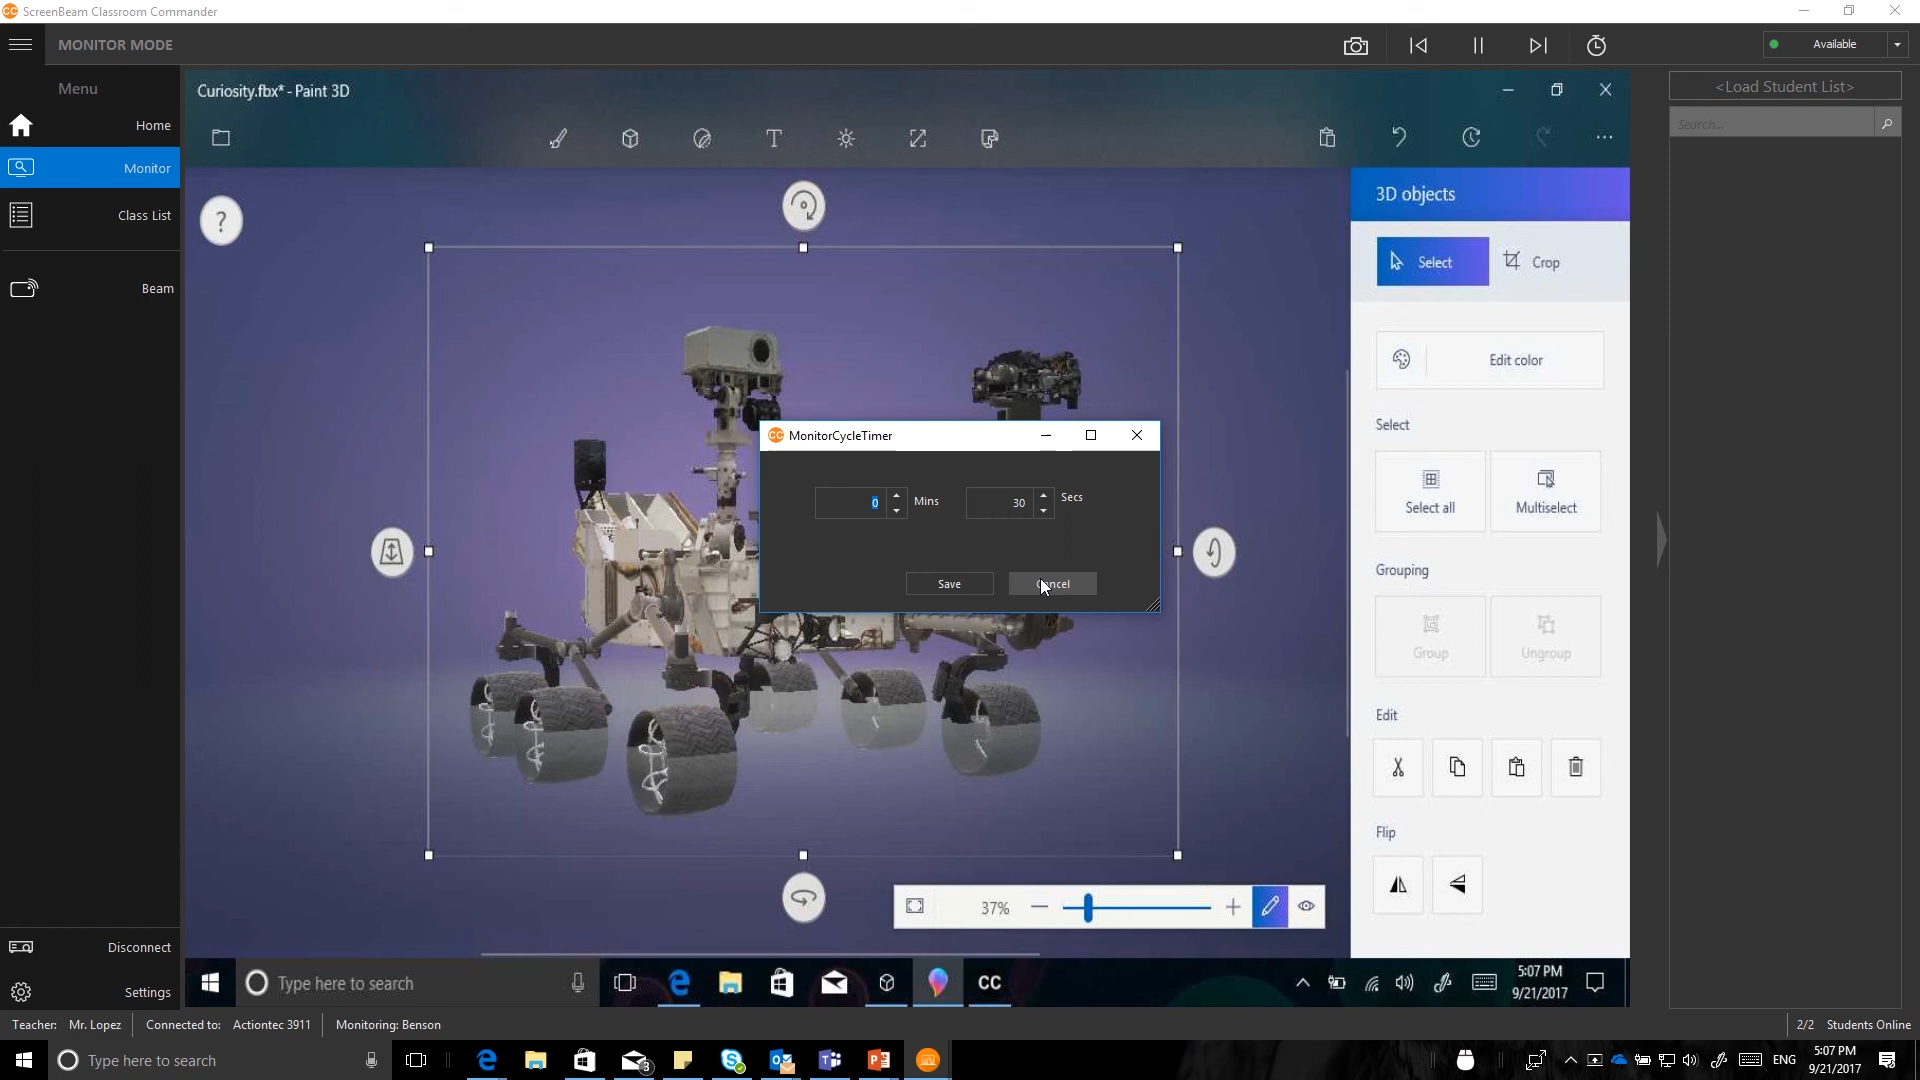 CC ScreenBeam Classroom Commander
MONITOR MODE
Available
Menu
Home
Monitor
Class List
Beam
Disconnect
Settings
Curiosity.fbx* - Paint 3D
T
?
3D objects
Select
Crop
Edit color
Select
Select all
Multiselect
Grouping
Group
Ungroup
Edit
Flip
<Load Student List>
Search...
CC MonitorCycleTimer
0 Mins
30 Secs
Save
37%
Type here to search
CC
5:07 PM
9/21/2017
Teacher: Mr. Lopez
Connected to: Actiontec 3911
Monitoring: Benson
2/2 Students Online
Type here to search
3
ENG
5:07 PM
9/21/2017